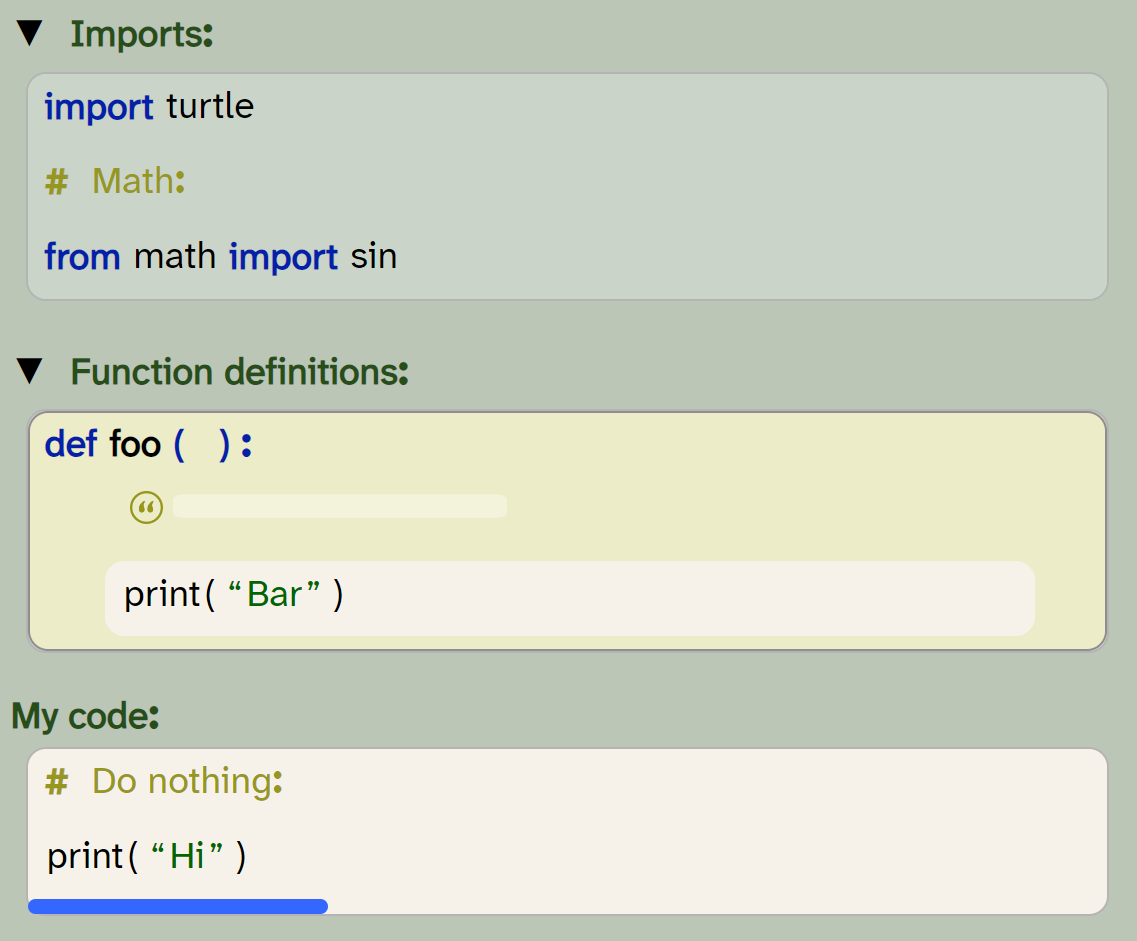 ▼ Imports:
import turtle
# Math:
from math import sin
▼ Function definitions:
def foo ( ) :
“
print( “Bar” )
My code:
# Do nothing:
print( “Hi” )